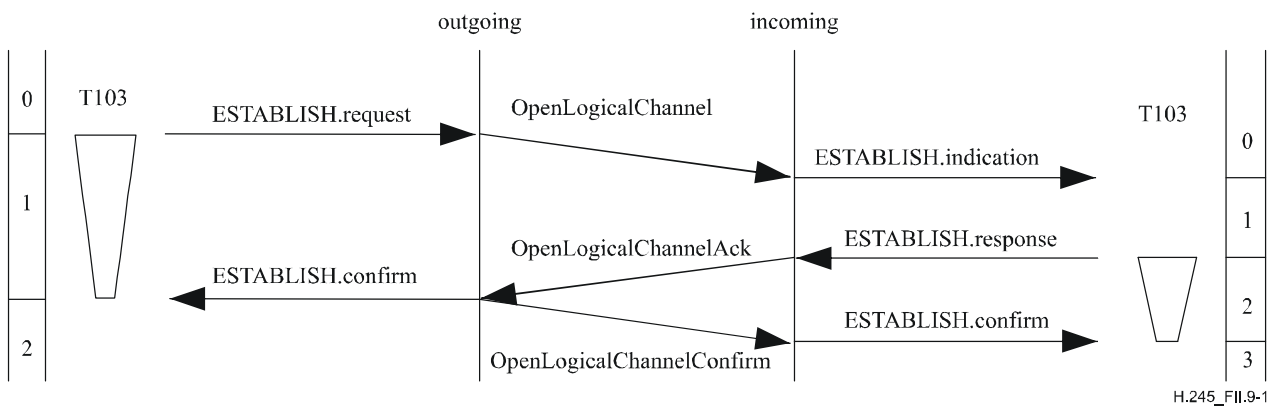 outgoing
incoming
0
T103
ESTABLISH.request
OpenLogicalChannel
T103
0
ESTABLISH.indication
1
1
OpenLogicalChannelAck
ESTABLISH.response
ESTABLISH.confirm
2
ESTABLISH.confirm
2
OpenLogicalChannelConfirm
3
H.245_FII.9-1